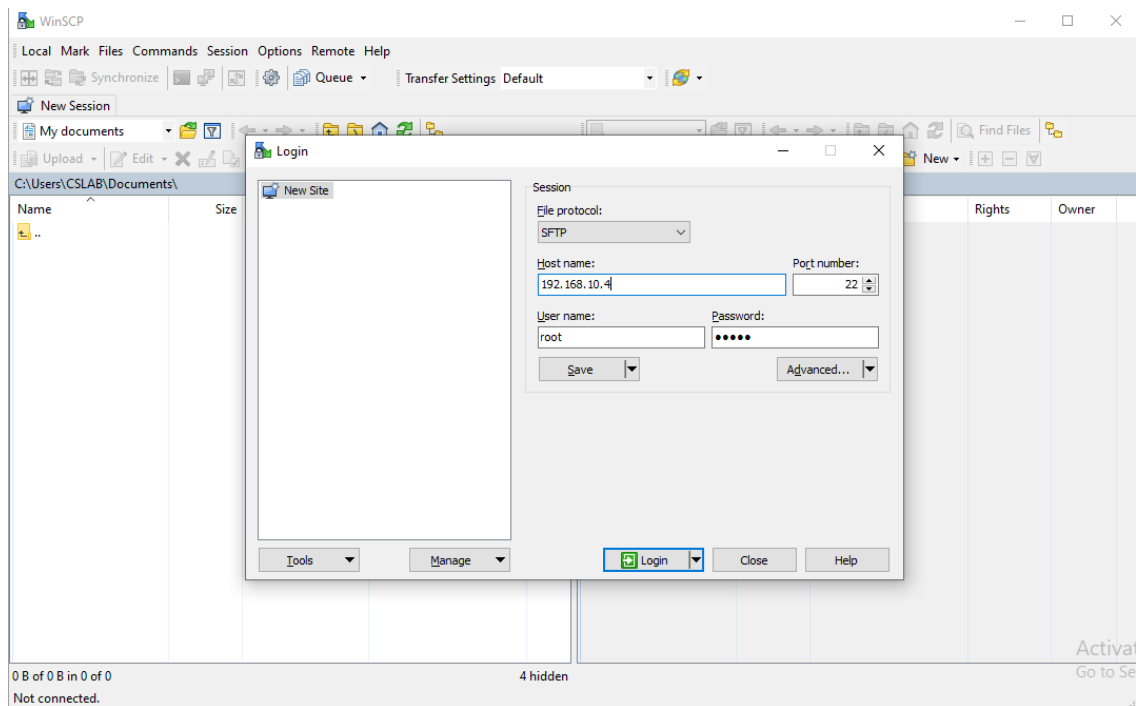 WinSCP
Local Mark Files Commands Session Options Remote Help
Synchronize Queue Transfer Settings Default
New Session
My documents Find Files
Upload Edit New
Login
C:\Users\CSLAB\Documents\
Name Size Rights Owner
..
New Site
Session
File protocol:
SFTP
Host name: Port number:
192.168.10.4 22
User name: Password:
root •••••
Save Advanced...
Tools Manage Login Close Help
0 B of 0 B in 0 of 0 4 hidden
Not connected.
Activat
Go to Se